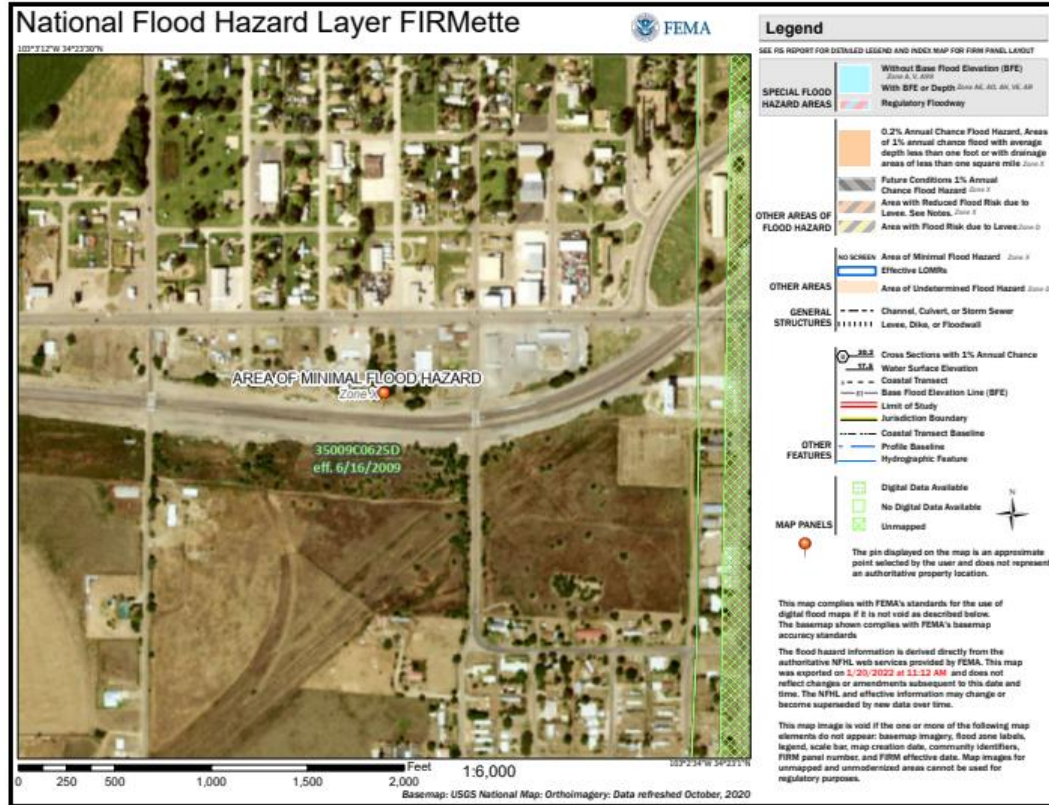 National Flood Hazard Layer FIRMette
FEMA
Legend
103°3'12"W 34°23'30"N
SEE FIS REPORT FOR DETAILED LEGEND AND INDEX MAP FOR FIRM PANEL LAYOUT
SPECIAL FLOOD
HAZARD AREAS
Without Base Flood Elevation (BFE)
Zone A, V, A99
With BFE or Depth Zone AE, AO, AH, VE, AR
Regulatory Floodway
0.2% Annual Chance Flood Hazard, Areas
of 1% annual chance flood with average
depth less than one foot or with drainage
areas of less than one square mile Zone X
Future Conditions 1% Annual
Chance Flood Hazard Zone X
Area with Reduced Flood Risk due to
Levee. See Notes. Zone X
Area with Flood Risk due to Levee Zone D
OTHER AREAS OF
FLOOD HAZARD
NO SCREEN Area of Minimal Flood Hazard Zone X
Effective LOMRs
Area of Undetermined Flood Hazard Zone D
OTHER AREAS
GENERAL
STRUCTURES
Channel, Culvert, or Storm Sewer
Levee, Dike, or Floodwall
20.2 Cross Sections with 1% Annual Chance
17.5 Water Surface Elevation
Coastal Transect
Base Flood Elevation Line (BFE)
Limit of Study
Jurisdiction Boundary
Coastal Transect Baseline
Profile Baseline
Hydrographic Feature
OTHER
FEATURES
Digital Data Available
No Digital Data Available
Unmapped
MAP PANELS
N
The pin displayed on the map is an approximate
point selected by the user and does not represent
an authoritative property location.
This map complies with FEMA's standards for the use of
digital flood maps if it is not void as described below.
The basemap shown complies with FEMA's basemap
accuracy standards
The flood hazard information is derived directly from the
authoritative NFHL web services provided by FEMA. This map
was exported on 1/20/2022 at 11:12 AM and does not
reflect changes or amendments subsequent to this date and
time. The NFHL and effective information may change or
become superseded by new data over time.
This map image is void if the one or more of the following map
elements do not appear: basemap imagery, flood zone labels,
legend, scale bar, map creation date, community identifiers,
FIRM panel number, and FIRM effective date. Map images for
unmapped and unmodernized areas cannot be used for
regulatory purposes.
AREA OF MINIMAL FLOOD HAZARD
Zone X
35009C0625D
eff. 6/16/2009
103°2'34"W 34°23'1"N
Feet
1:6,000
0 250 500 1,000 1,500 2,000
Basemap: USGS National Map: Orthoimagery: Data refreshed October, 2020